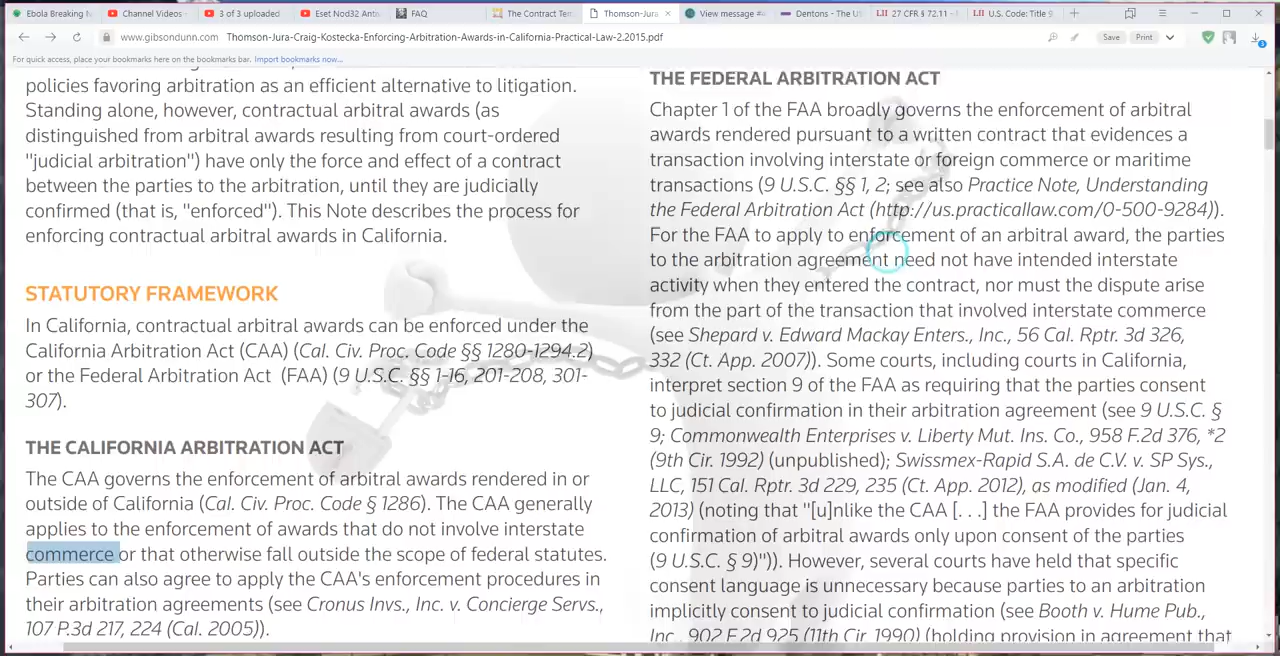 Ebola Breaking N
Channel Videos -
3 of 3 uploaded
Eset Nod32 Anti
FAQ
The Contract Ten
Thomson-Jura
View message #
Dentons - The U
LII 27 CFR § 72.11 -
LII U.S. Code: Title 9
www.gibsondunn.com Thomson-Jura-Craig-Kostecka-Enforcing-Arbitration-Awards-in-California-Practical-Law-2.2015.pdf
Save
Print
3
For quick access, place your bookmarks here on the bookmarks bar. Import bookmarks now...
policies favoring arbitration as an efficient alternative to litigation.
Standing alone, however, contractual arbitral awards (as
distinguished from arbitral awards resulting from court-ordered
"judicial arbitration") have only the force and effect of a contract
between the parties to the arbitration, until they are judicially
confirmed (that is, "enforced"). This Note describes the process for
enforcing contractual arbitral awards in California.
STATUTORY FRAMEWORK
In California, contractual arbitral awards can be enforced under the
California Arbitration Act (CAA) (Cal. Civ. Proc. Code §§ 1280-1294.2)
or the Federal Arbitration Act (FAA) (9 U.S.C. §§ 1-16, 201-208, 301-
307).
THE CALIFORNIA ARBITRATION ACT
The CAA governs the enforcement of arbitral awards rendered in or
outside of California (Cal. Civ. Proc. Code § 1286). The CAA generally
applies to the enforcement of awards that do not involve interstate
commerce or that otherwise fall outside the scope of federal statutes.
Parties can also agree to apply the CAA's enforcement procedures in
their arbitration agreements (see Cronus Invs., Inc. v. Concierge Servs.,
107 P.3d 217, 224 (Cal. 2005)).
THE FEDERAL ARBITRATION ACT
Chapter 1 of the FAA broadly governs the enforcement of arbitral
awards rendered pursuant to a written contract that evidences a
transaction involving interstate or foreign commerce or maritime
transactions (9 U.S.C. §§ 1, 2; see also Practice Note, Understanding
the Federal Arbitration Act (http://us.practicallaw.com/0-500-9284)).
For the FAA to apply to enforcement of an arbitral award, the parties
to the arbitration agreement need not have intended interstate
activity when they entered the contract, nor must the dispute arise
from the part of the transaction that involved interstate commerce
(see Shepard v. Edward Mackay Enters., Inc., 56 Cal. Rptr. 3d 326,
332 (Ct. App. 2007)). Some courts, including courts in California,
interpret section 9 of the FAA as requiring that the parties consent
to judicial confirmation in their arbitration agreement (see 9 U.S.C. §
9; Commonwealth Enterprises v. Liberty Mut. Ins. Co., 958 F.2d 376, *2
(9th Cir. 1992) (unpublished); Swissmex-Rapid S.A. de C.V. v. SP Sys.,
LLC, 151 Cal. Rptr. 3d 229, 235 (Ct. App. 2012), as modified (Jan. 4,
2013) (noting that "[u]nlike the CAA [. . .] the FAA provides for judicial
confirmation of arbitral awards only upon consent of the parties
(9 U.S.C. § 9)")). However, several courts have held that specific
consent language is unnecessary because parties to an arbitration
implicitly consent to judicial confirmation (see Booth v. Hume Pub.,
Inc., 902 F.2d 925 (11th Cir. 1990) (holding provision in agreement that